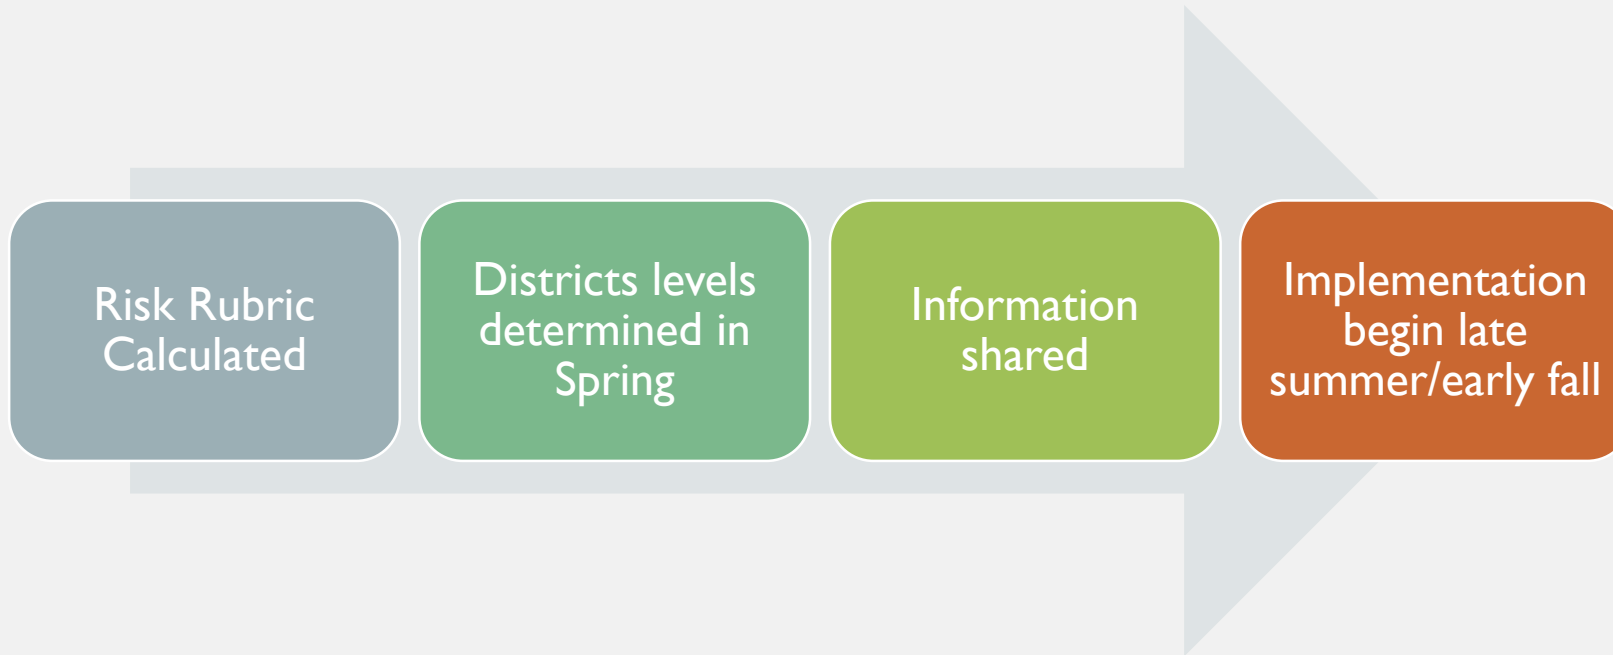 Risk Rubric
Calculated
Districts levels
determined in
Spring
Information
shared
Implementation
begin late
summer/early fall